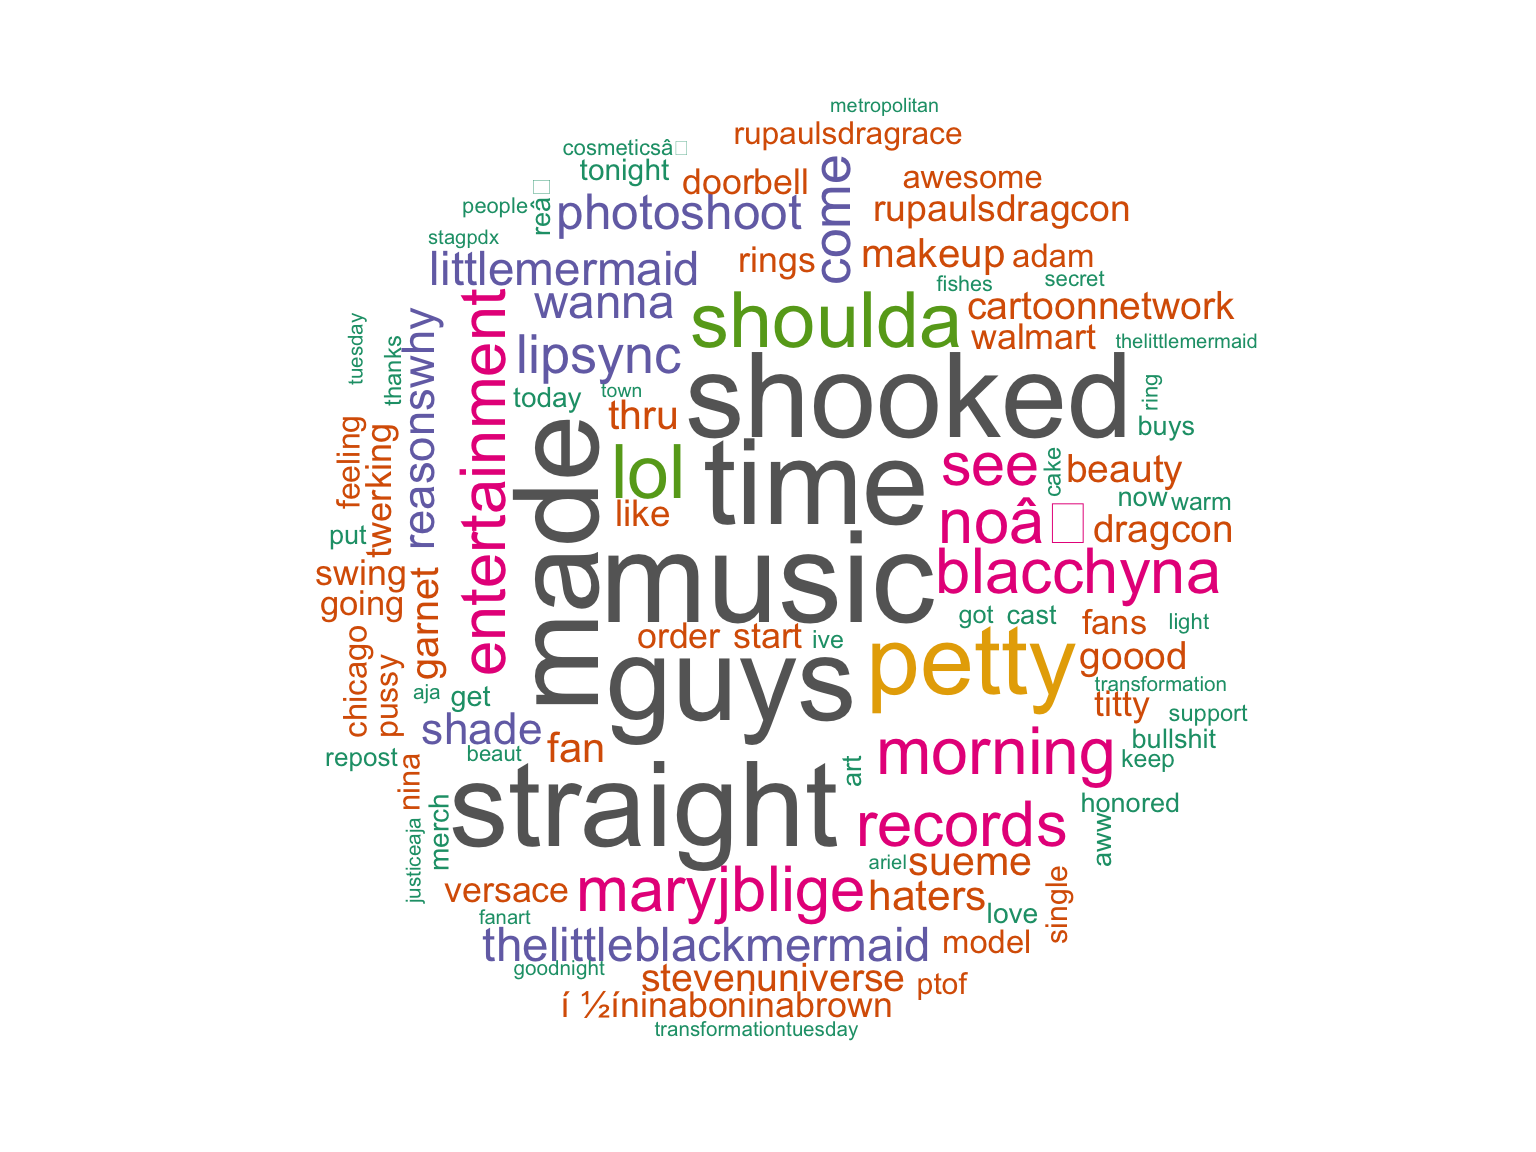 metropolitan
rupaulsdragrace
cosmeticsâ□
tonight
doorbell
come
awesome
people
reâ□
photoshoot
rupaulsdragcon
stagpdx
littlemermaid
rings
makeup
adam
fishes
secret
wanna
shoulda
cartoonnetwork
walmart
thelittlemermaid
tuesday
thanks
reasonswhy
entertainment
lipsync
shooked
ring
today
town
thru
buys
made
lol
time
see
cake
beauty
feeling
twerking
like
now
warm
noâ□
dragcon
put
music
blacchyna
swing
going
garnet
got
cast
fans
light
order
start
ive
guys
petty
goood
chicago
pussy
aja
get
transformation
titty
support
shade
beaut
fan
morning
bullshit
keep
repost
nina
art
straight
merch
justiceaja
records
honored
aww
ariel
sueme
versace
maryjblige
haters
single
fanart
love
thelittleblackmermaid
model
goodnight
stevenuniverse
ptof
í ½íninaboninabrown
transformationtuesday